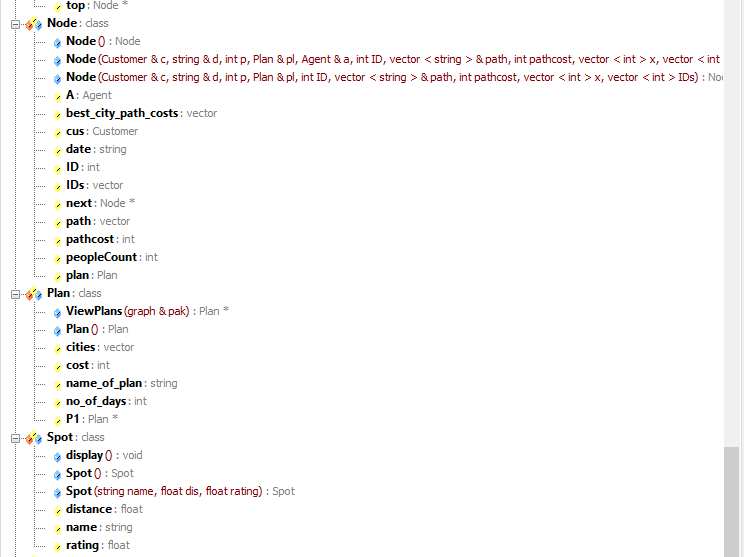 top : Node *
Node : class
Node () : Node
Node (Customer & c, string & d, int p, Plan & pl, Agent & a, int ID, vector < string > & path, int pathcost, vector < int > x, vector < int
Node (Customer & c, string & d, int p, Plan & pl, int ID, vector < string > & path, int pathcost, vector < int > x, vector < int > IDs) : No
A : Agent
best_city_path_costs : vector
cus : Customer
date : string
ID : int
IDs : vector
next : Node *
path : vector
pathcost : int
peopleCount : int
plan : Plan
Plan : class
ViewPlans (graph & pak) : Plan *
Plan () : Plan
cities : vector
cost : int
name_of_plan : string
no_of_days : int
P1 : Plan *
Spot : class
display () : void
Spot () : Spot
Spot (string name, float dis, float rating) : Spot
distance : float
name : string
rating : float